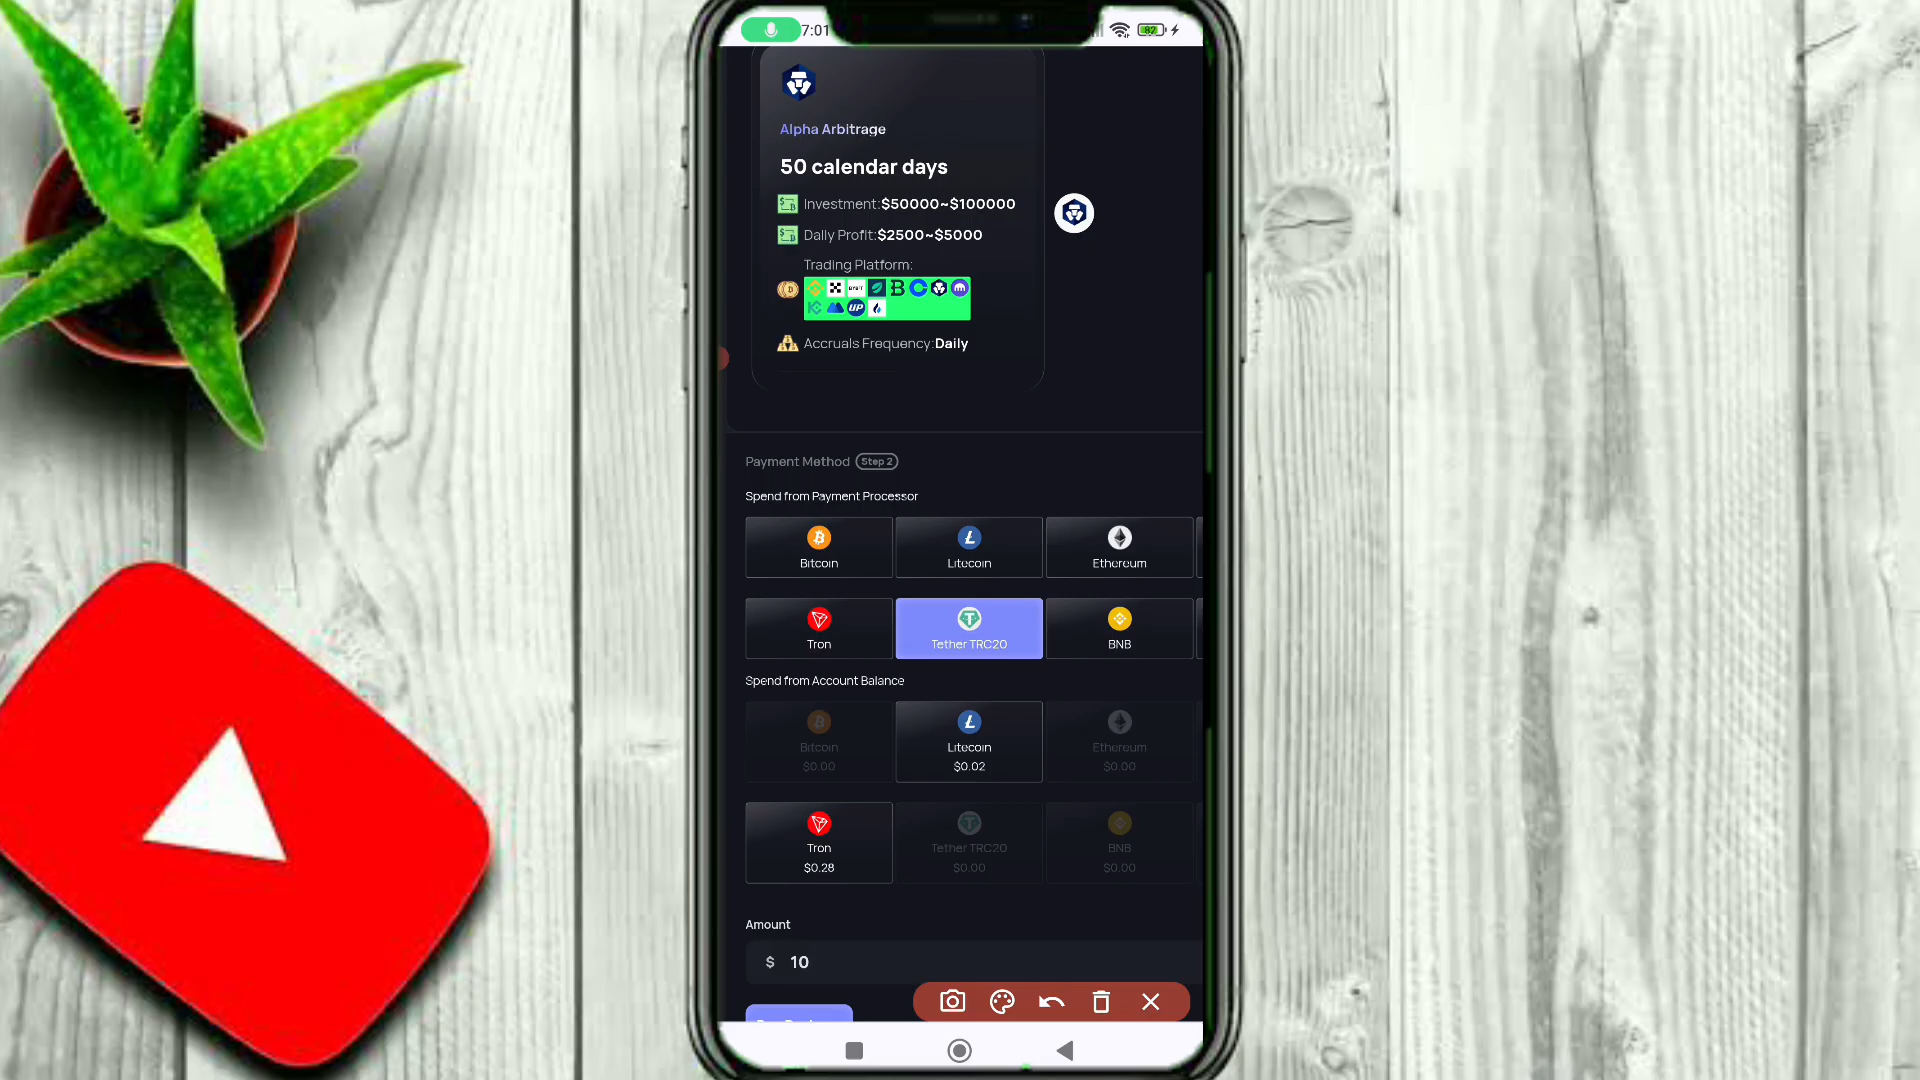 7:01
82
Alpha Arbitrage
50 calendar days
Investment:$50000~$100000
Daily Profit:$2500~$5000
Trading Platform:
BYBIT
UP
Accruals Frequency:Daily
Payment Method Step 2
Spend from Payment Processor
Bitcoin Litecoin Ethereum
Tron Tether TRC20 BNB
Spend from Account Balance
Bitcoin Litecoin Ethereum
$0.00 $0.02 $0.00
Tron Tether TRC20 BNB
$0.28 $0.00 $0.00
Amount
$ 10